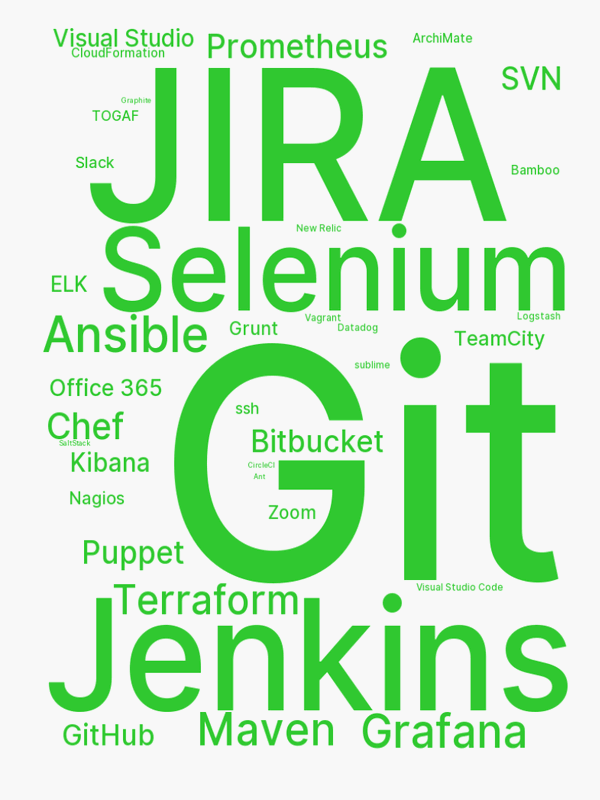 Visual Studio
Prometheus
ArchiMate
CloudFormation
SVN
JIRA
Graphite
TOGAF
Slack
Bamboo
New Relic
Selenium
ELK
Ansible
Grunt
Vagrant
Datadog
Logstash
TeamCity
Git
sublime
Office 365
ssh
Chef
Bitbucket
SaltStack
Kibana
CircleCI
Ant
Nagios
Zoom
Puppet
Visual Studio Code
Terraform
Jenkins
GitHub
Maven
Grafana